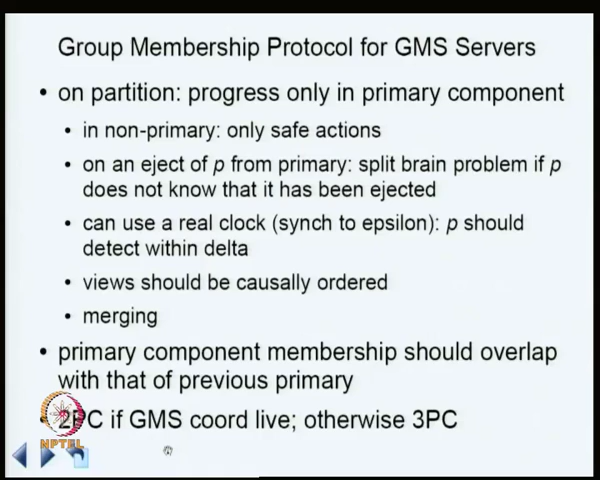 Group Membership Protocol for GMS Servers
• on partition: progress only in primary component
• in non-primary: only safe actions
• on an eject of p from primary: split brain problem if p
does not know that it has been ejected
• can use a real clock (synch to epsilon): p should
detect within delta
• views should be causally ordered
• merging
• primary component membership should overlap
with that of previous primary
• 2PC if GMS coord live; otherwise 3PC
NPTEL